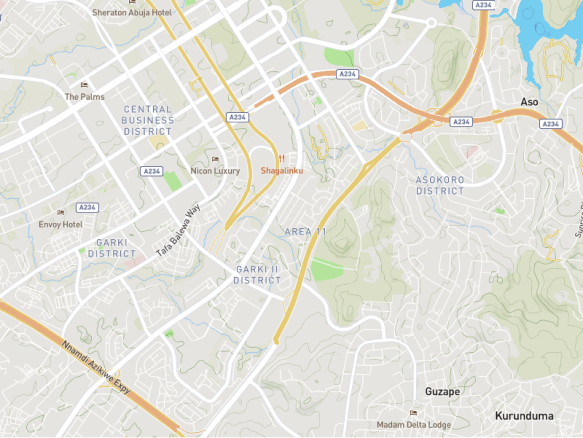 Sheraton Abuja Hotel
A234
A234
The Palms
Aso
CENTRAL
BUSINESS
DISTRICT
A234
A234
A234
Shagalinku
Nicon Luxury
A234
ASOKORO
DISTRICT
A234
Tafa Balewa Way
Envoy Hotel
AREA 11
GARKI
DISTRICT
GARKI II
DISTRICT
Nnamdi Azikiwe Expy
Guzape
Kurunduma
Madam Delta Lodge